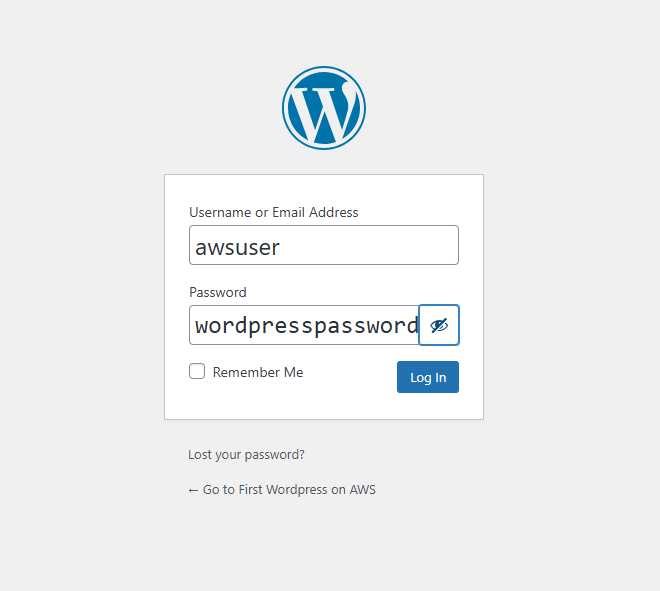 Username or Email Address
awsuser
Password
wordpresspassword
Remember Me
Log In
Lost your password?
← Go to First Wordpress on AWS